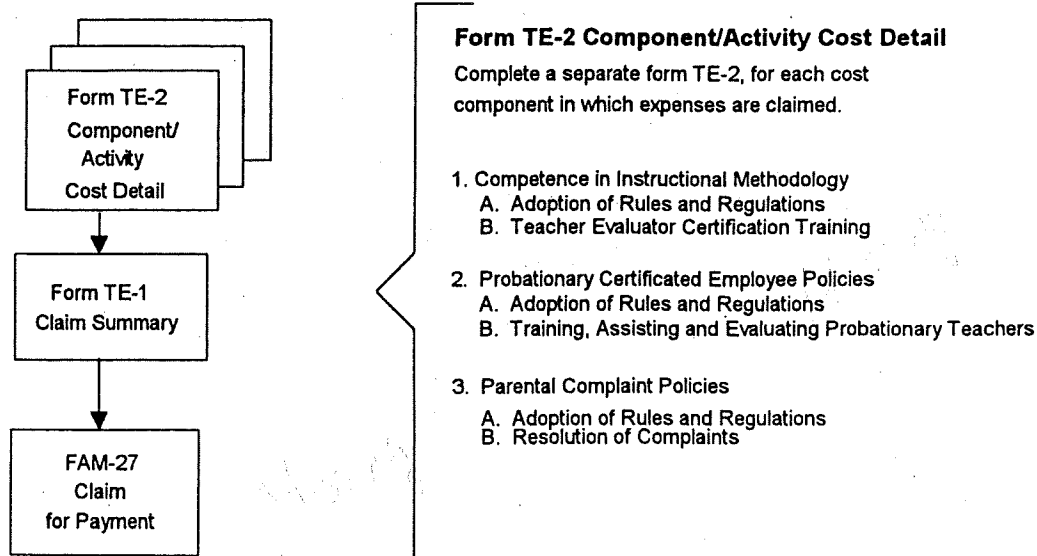 Form TE-2
Component/
Activity
Cost Detail
Form TE-1
Claim Summary
FAM-27
Claim
for Payment
Form TE-2 Component/Activity Cost Detail
Complete a separate form TE-2, for each cost
component in which expenses are claimed.
1. Competence in Instructional Methodology
A. Adoption of Rules and Regulations
B. Teacher Evaluator Certification Training
2. Probationary Certificated Employee Policies
A. Adoption of Rules and Regulations
B. Training, Assisting and Evaluating Probationary Teachers
3. Parental Complaint Policies
A. Adoption of Rules and Regulations
B. Resolution of Complaints